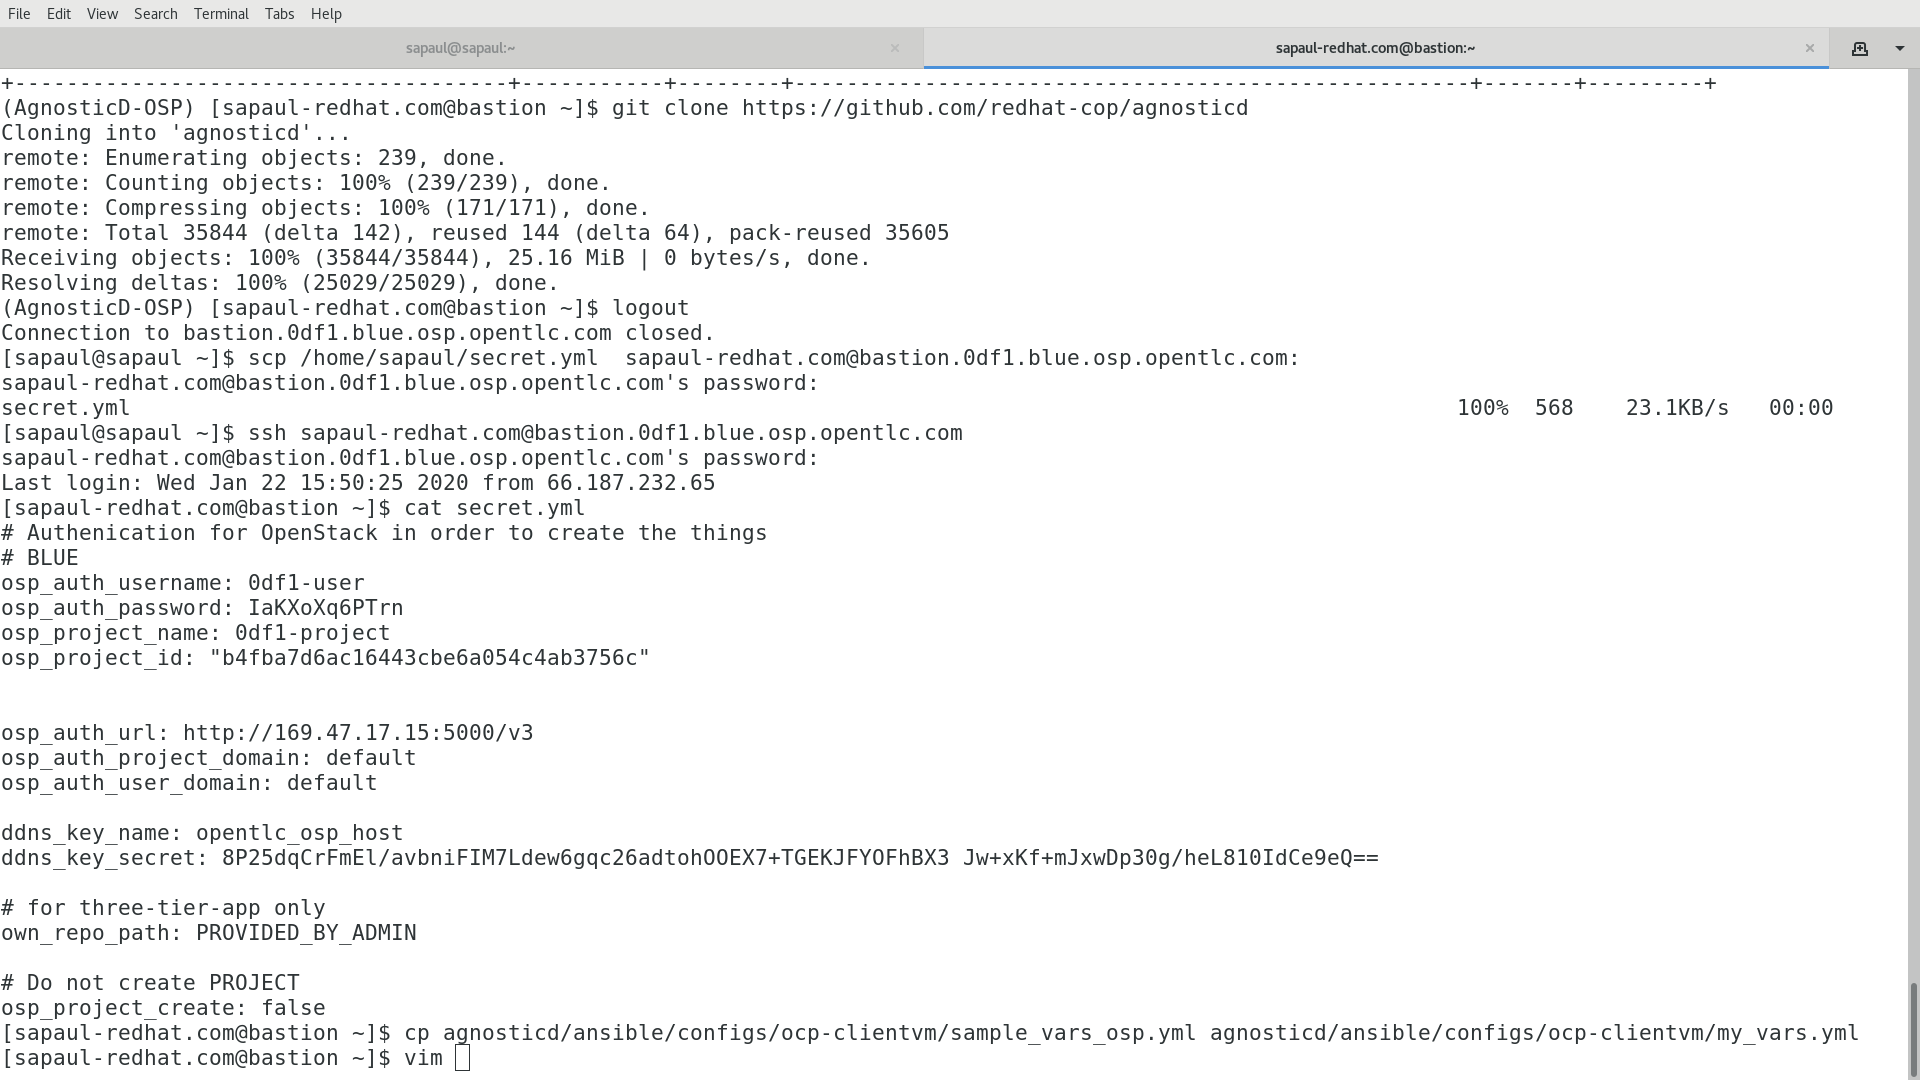 File Edit View Search Terminal Tabs Help
sapaul@sapaul:~ × sapaul-redhat.com@bastion:~ ×
+--------------------------------------+-----------+--------+----------------------------------------------------+-------+---------+
(AgnosticD-OSP) [sapaul-redhat.com@bastion ~]$ git clone https://github.com/redhat-cop/agnosticd
Cloning into 'agnosticd'...
remote: Enumerating objects: 239, done.
remote: Counting objects: 100% (239/239), done.
remote: Compressing objects: 100% (171/171), done.
remote: Total 35844 (delta 142), reused 144 (delta 64), pack-reused 35605
Receiving objects: 100% (35844/35844), 25.16 MiB | 0 bytes/s, done.
Resolving deltas: 100% (25029/25029), done.
(AgnosticD-OSP) [sapaul-redhat.com@bastion ~]$ logout
Connection to bastion.0df1.blue.osp.opentlc.com closed.
[sapaul@sapaul ~]$ scp /home/sapaul/secret.yml  sapaul-redhat.com@bastion.0df1.blue.osp.opentlc.com:
sapaul-redhat.com@bastion.0df1.blue.osp.opentlc.com's password:
secret.yml 100% 568 23.1KB/s 00:00
[sapaul@sapaul ~]$ ssh sapaul-redhat.com@bastion.0df1.blue.osp.opentlc.com
sapaul-redhat.com@bastion.0df1.blue.osp.opentlc.com's password:
Last login: Wed Jan 22 15:50:25 2020 from 66.187.232.65
[sapaul-redhat.com@bastion ~]$ cat secret.yml
# Authenication for OpenStack in order to create the things
# BLUE
osp_auth_username: 0df1-user
osp_auth_password: IaKXoXq6PTrn
osp_project_name: 0df1-project
osp_project_id: "b4fba7d6ac16443cbe6a054c4ab3756c"
osp_auth_url: http://169.47.17.15:5000/v3
osp_auth_project_domain: default
osp_auth_user_domain: default
ddns_key_name: opentlc_osp_host
ddns_key_secret: 8P25dqCrFmEl/avbniFIM7Ldew6gqc26adtohOOEX7+TGEKJFYOFhBX3 Jw+xKf+mJxwDp30g/heL810IdCe9eQ==
# for three-tier-app only
own_repo_path: PROVIDED_BY_ADMIN
# Do not create PROJECT
osp_project_create: false
[sapaul-redhat.com@bastion ~]$ cp agnosticd/ansible/configs/ocp-clientvm/sample_vars_osp.yml agnosticd/ansible/configs/ocp-clientvm/my_vars.yml
[sapaul-redhat.com@bastion ~]$ vim